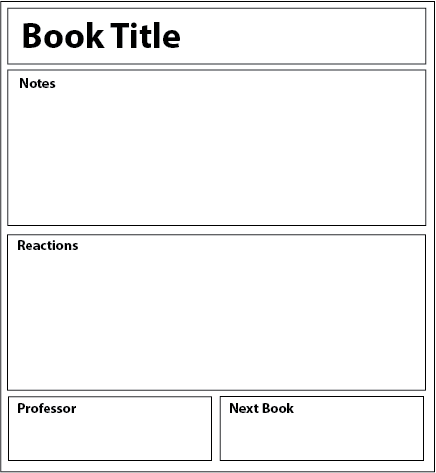 Book Title
Notes
Reactions
Professor
Next Book